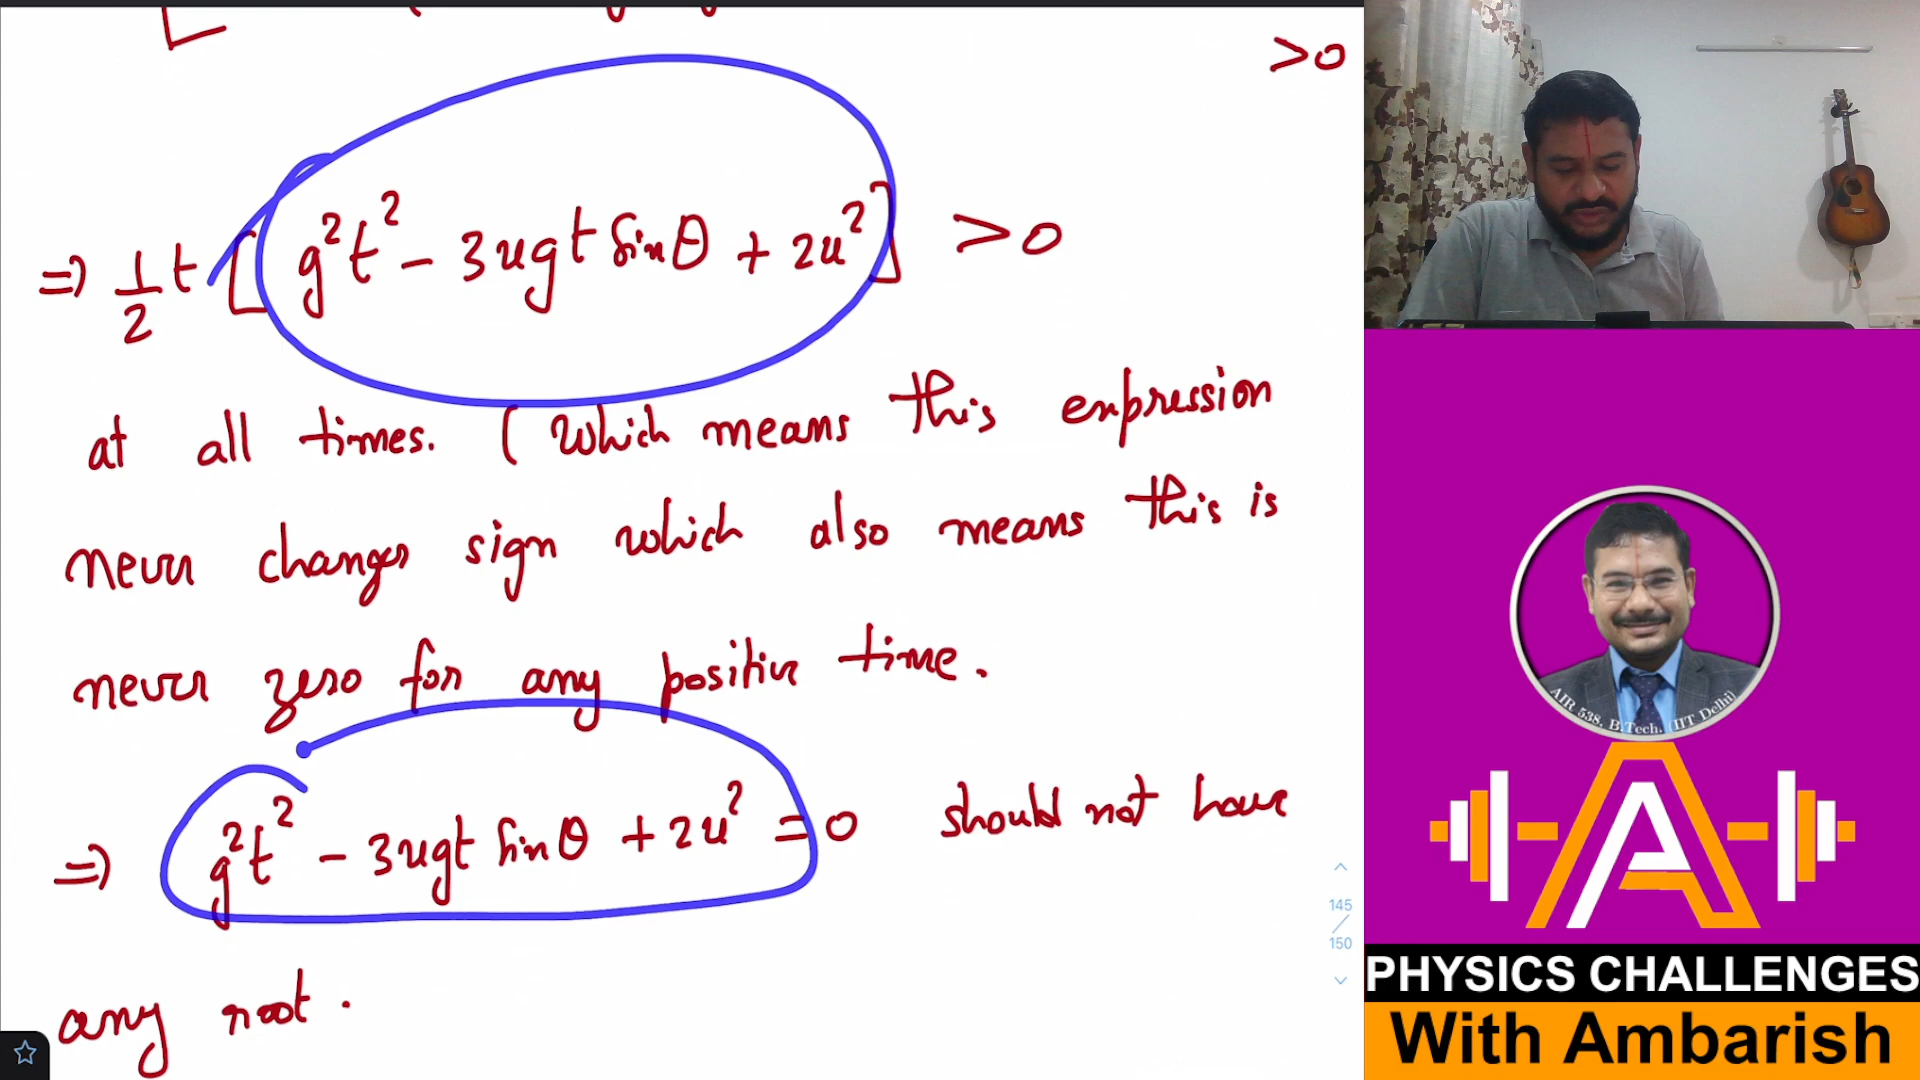 >0
=> 1/2 t [ g²t² - 3ugt sinθ + 2u² ] >0
at all times. ( Which means this expression
never changes sign which also means this is
never zero for any positive time.
=> g²t² - 3ugt sinθ + 2u² = 0 should not have
any root.
145
150
AIR 538, B.Tech. (IIT Delhi)
A
PHYSICS CHALLENGES
With Ambarish